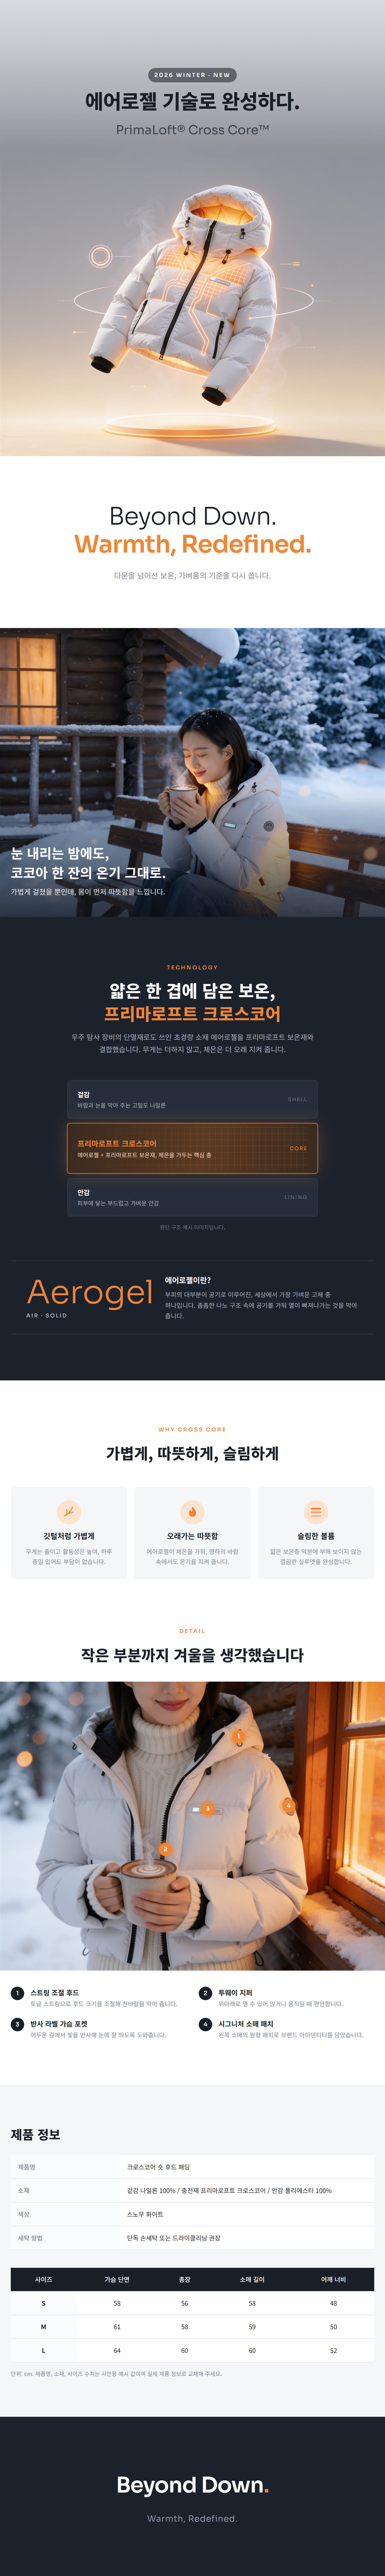 2026 WINTER · NEW
에어로젤 기술로 완성하다.
PrimaLoft® Cross Core™
Beyond Down.
Warmth, Redefined.
다운을 넘어선 보온, 가벼움의 기준을 다시 씁니다.
눈 내리는 밤에도,
코코아 한 잔의 온기 그대로.
가볍게 걸쳤을 뿐인데, 몸이 먼저 따뜻함을 느낍니다.
TECHNOLOGY
얇은 한 겹에 담은 보온,
프리마로프트 크로스코어
우주 탐사 장비의 단열재로도 쓰인 초경량 소재 에어로젤을 프리마로프트 보온재와
결합했습니다. 무게는 더하지 않고, 체온은 더 오래 지켜 줍니다.
겉감
바람과 눈을 막아 주는 고밀도 나일론
SHELL
프리마로프트 크로스코어
에어로젤 + 프리마로프트 보온재, 체온을 가두는 핵심 층
CORE
안감
피부에 닿는 부드럽고 가벼운 안감
LINING
원단 구조 예시 이미지입니다.
Aerogel
AIR · SOLID
에어로젤이란?
부피의 대부분이 공기로 이루어진, 세상에서 가장 가벼운 고체 중
하나입니다. 촘촘한 나노 구조 속에 공기를 가둬 열이 빠져나가는 것을 막아
줍니다.
WHY CROSS CORE
가볍게, 따뜻하게, 슬림하게
깃털처럼 가볍게
무게는 줄이고 활동성은 높여, 하루
종일 입어도 부담이 없습니다.
오래가는 따뜻함
에어로젤이 체온을 가둬, 영하의 바람
속에서도 온기를 지켜 줍니다.
슬림한 볼륨
얇은 보온층 덕분에 부해 보이지 않는
깔끔한 실루엣을 완성합니다.
DETAIL
작은 부분까지 겨울을 생각했습니다
1
4
3
2
1 스트링 조절 후드
토글 스트링으로 후드 크기를 조절해 찬바람을 막아 줍니다.
2 투웨이 지퍼
위아래로 열 수 있어 앉거나 움직일 때 편안합니다.
3 반사 라벨 가슴 포켓
어두운 길에서 빛을 반사해 눈에 잘 띄도록 도와줍니다.
4 시그니처 소매 패치
왼쪽 소매의 원형 패치로 브랜드 아이덴티티를 담았습니다.
제품 정보
제품명 크로스코어 숏 후드 패딩
소재 겉감 나일론 100% / 충전재 프리마로프트 크로스코어 / 안감 폴리에스터 100%
색상 스노우 화이트
세탁 방법 단독 손세탁 또는 드라이클리닝 권장
사이즈 가슴 단면 총장 소매 길이 어깨 너비
S 58 56 58 48
M 61 58 59 50
L 64 60 60 52
단위: cm. 제품명, 소재, 사이즈 수치는 시안용 예시 값이며 실제 제품 정보로 교체해 주세요.
Beyond Down.
Warmth, Redefined.